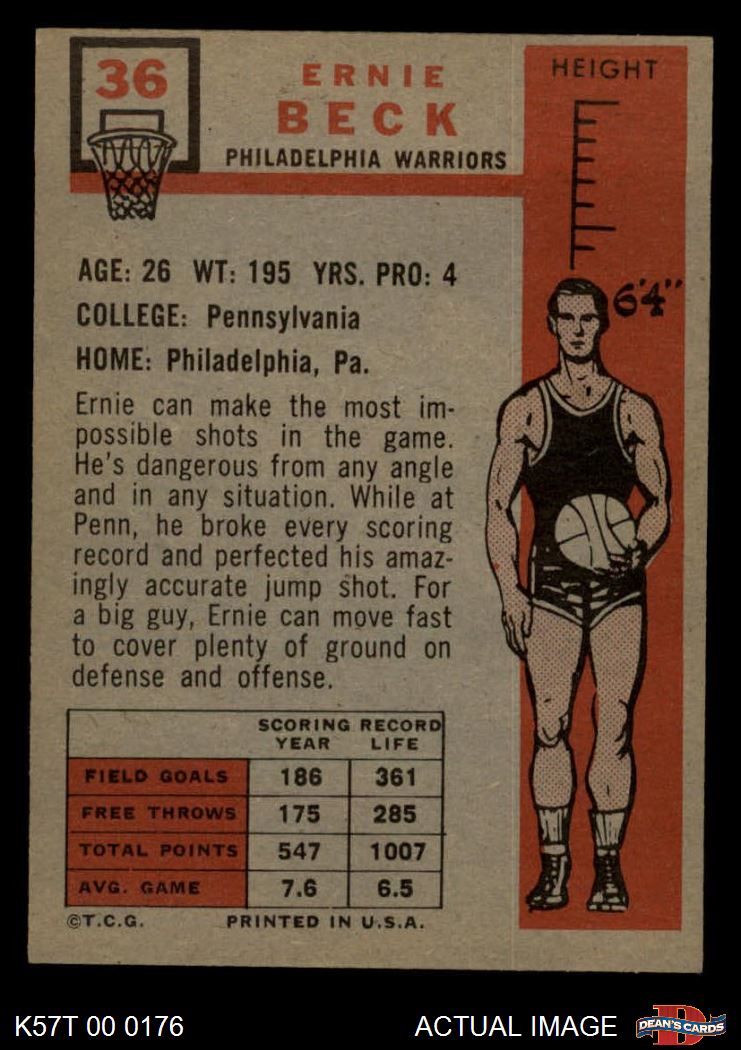 36
ERNIE
BECK
PHILADELPHIA WARRIORS
HEIGHT
6'4"
AGE: 26 WT: 195 YRS. PRO: 4
COLLEGE: Pennsylvania
HOME: Philadelphia, Pa.
Ernie can make the most im-
possible shots in the game.
He's dangerous from any angle
and in any situation. While at
Penn, he broke every scoring
record and perfected his amaz-
ingly accurate jump shot. For
a big guy, Ernie can move fast
to cover plenty of ground on
defense and offense.
SCORING RECORD
YEAR LIFE
FIELD GOALS 186 361
FREE THROWS 175 285
TOTAL POINTS 547 1007
AVG. GAME 7.6 6.5
©T.C.G. PRINTED IN U.S.A.
K57T 00 0176 ACTUAL IMAGE DEAN'S CARDS